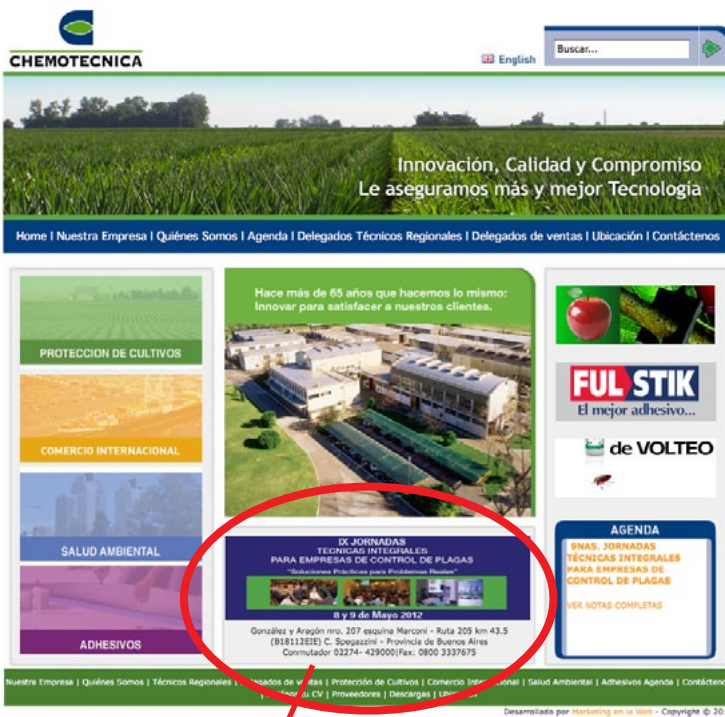 CHEMOTECNICA
English
Buscar...
Innovación, Calidad y Compromiso
Le aseguramos más y mejor Tecnología
Home | Nuestra Empresa | Quiénes Somos | Agenda | Delegados Técnicos Regionales | Delegados de ventas | Ubicación | Contáctenos
PROTECCION DE CULTIVOS
COMERCIO INTERNACIONAL
SALUD AMBIENTAL
ADHESIVOS
Hace más de 65 años que hacemos lo mismo:
Innovar para satisfacer a nuestros clientes.
IX JORNADAS
TECNICAS INTEGRALES
PARA EMPRESAS DE CONTROL DE PLAGAS
"Soluciones Prácticas para Problemas Reales"
8 y 9 de Mayo 2012
González y Aragón nro. 207 esquina Marconi - Ruta 205 km 43.5
(B1811ZEIE) C. Spegazzini - Provincia de Buenos Aires
Conmutador 02274- 429000|Fax: 0800 3337675
FUL STIK
El mejor adhesivo...
de VOLTEO
AGENDA
9NAS. JORNADAS
TÉCNICAS INTEGRALES
PARA EMPRESAS DE
CONTROL DE PLAGAS
VER NOTAS COMPLETAS
Nuestra Empresa | Quiénes Somos | Técnicos Regionales | Delegados de ventas | Protección de Cultivos | Comercio Internacional | Salud Ambiental | Adhesivos Agenda | Contácteno
tu CV | Proveedores | Descargas |
Desarrollado por Marketing en la Web - Copyright © 20